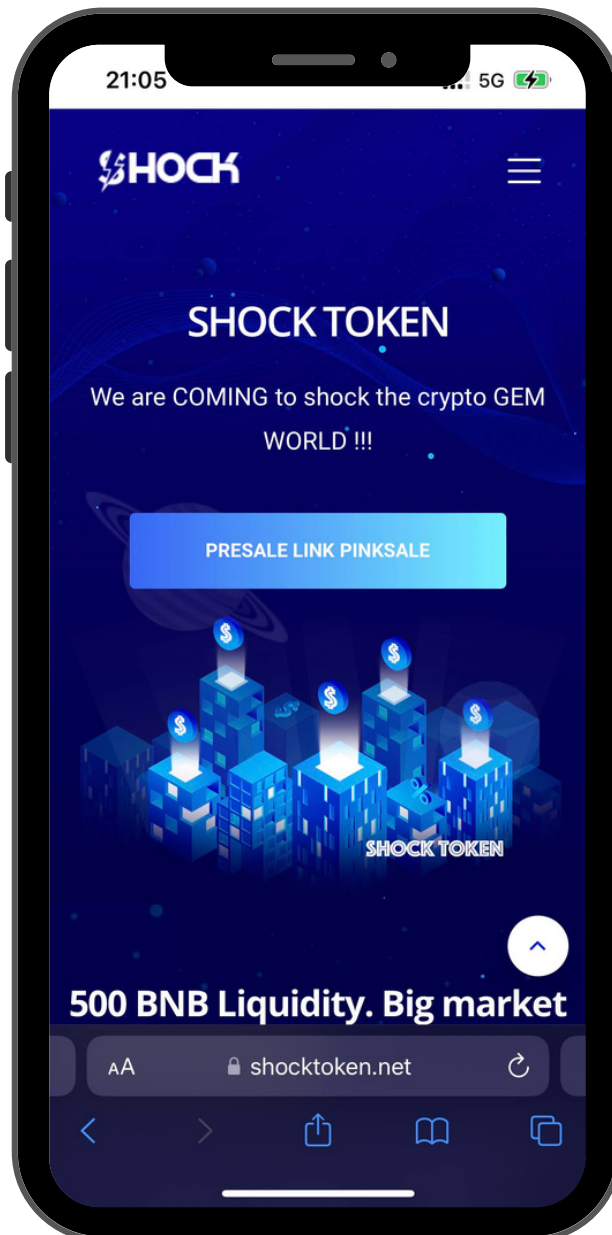 21:05
5G
SHOCK
SHOCK TOKEN
We are COMING to shock the crypto GEM
WORLD !!!
PRESALE LINK PINKSALE
$
$
$
$
$
%
SHOCK TOKEN
500 BNB Liquidity. Big market
AA
shocktoken.net